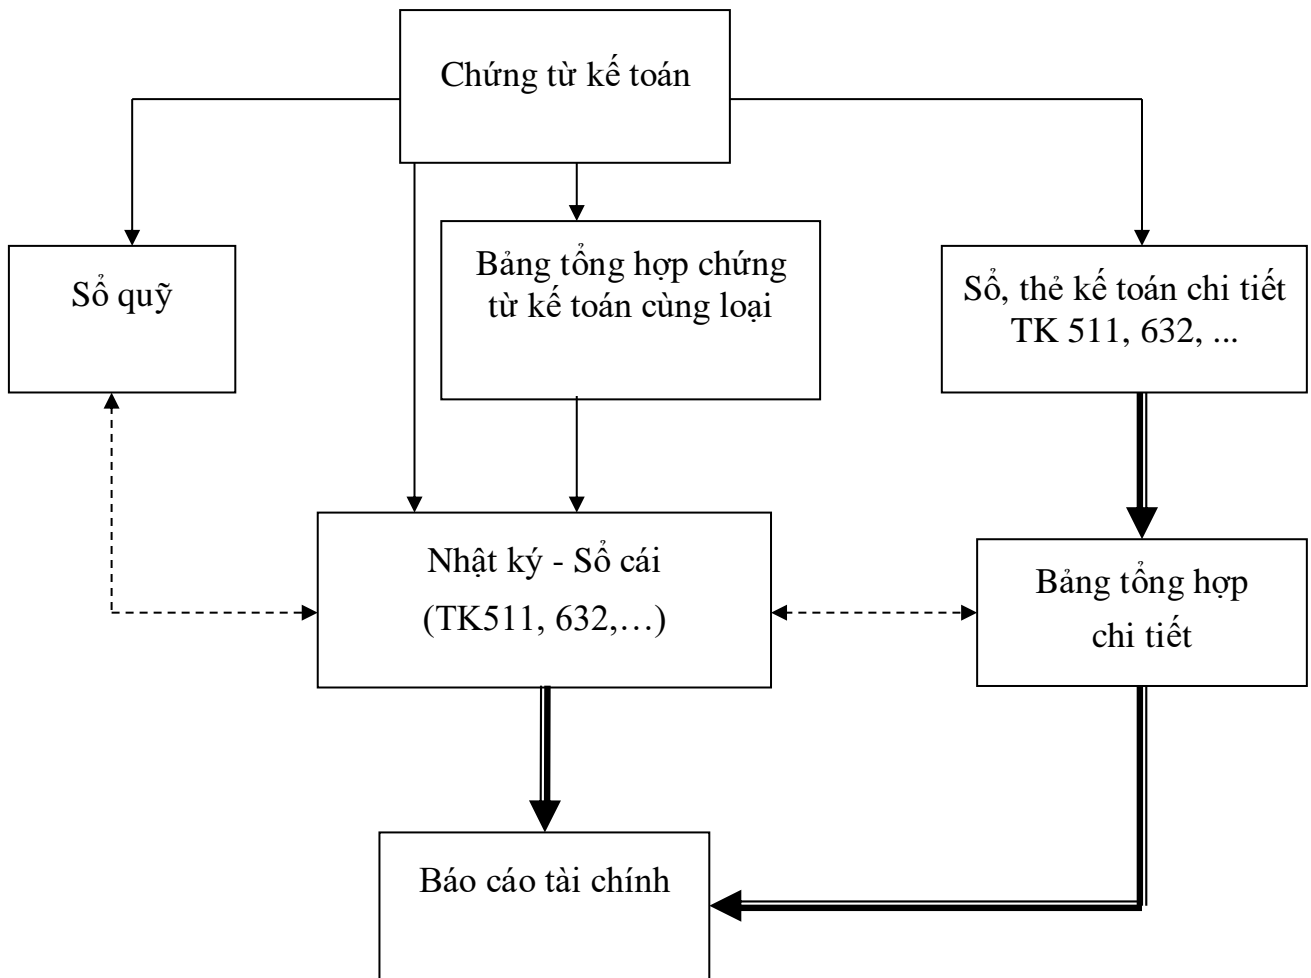 Chứng từ kế toán
Sổ quỹ
Bảng tổng hợp chứng
từ kế toán cùng loại
Sổ, thẻ kế toán chi tiết
TK 511, 632, ...
Nhật ký - Sổ cái
(TK511, 632,…)
Bảng tổng hợp
chi tiết
Báo cáo tài chính